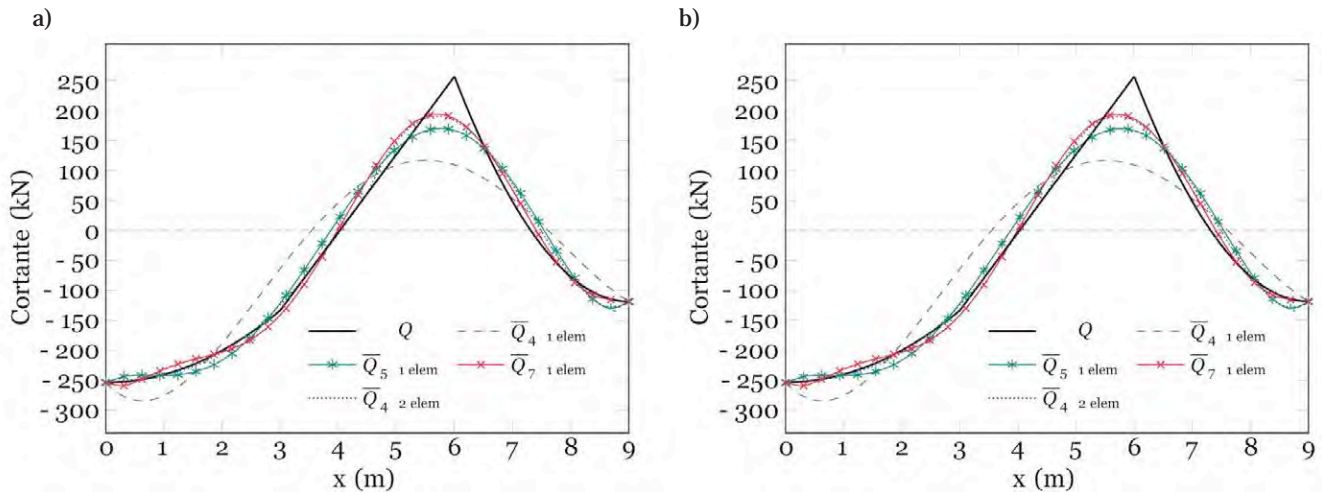 a)
250
200
150
100
50
0
- 50
- 100
- 150
- 200
- 250
- 300
Cortante (kN)
Q
Q̅4 1 elem
Q̅5 1 elem
Q̅7 1 elem
Q̅4 2 elem
0 1 2 3 4 5 6 7 8 9
x (m)
b)
250
200
150
100
50
0
- 50
- 100
- 150
- 200
- 250
- 300
Cortante (kN)
Q
Q̅4 1 elem
Q̅5 1 elem
Q̅7 1 elem
Q̅4 2 elem
0 1 2 3 4 5 6 7 8 9
x (m)